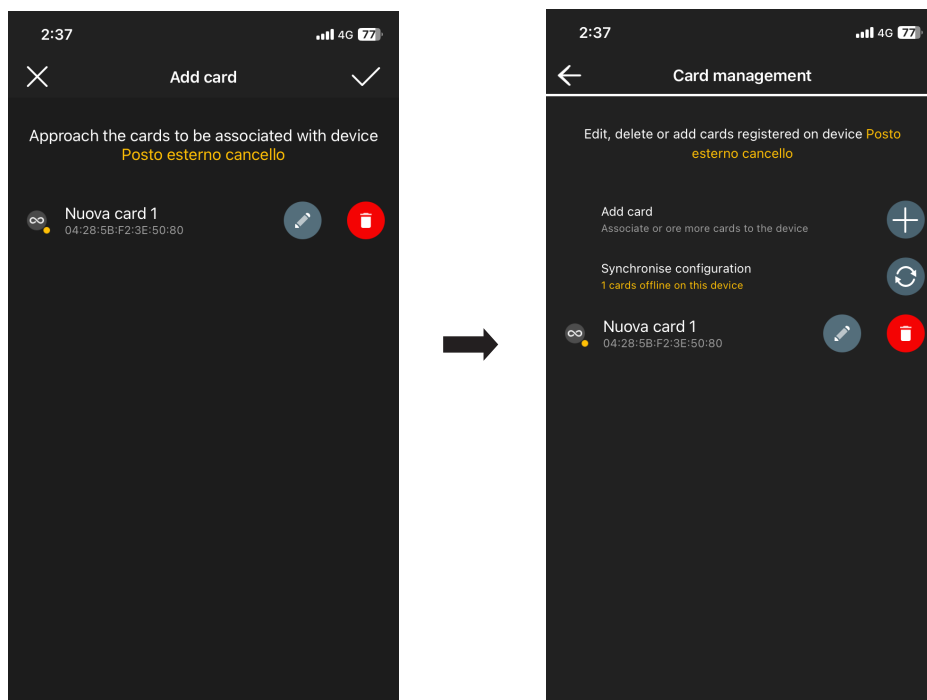 2:37
4G 77
Add card
Approach the cards to be associated with device
Posto esterno cancello
Nuova card 1
04:28:5B:F2:3E:50:80
2:37
4G 77
Card management
Edit, delete or add cards registered on device Posto
esterno cancello
Add card
Associate or ore more cards to the device
Synchronise configuration
1 cards offline on this device
Nuova card 1
04:28:5B:F2:3E:50:80